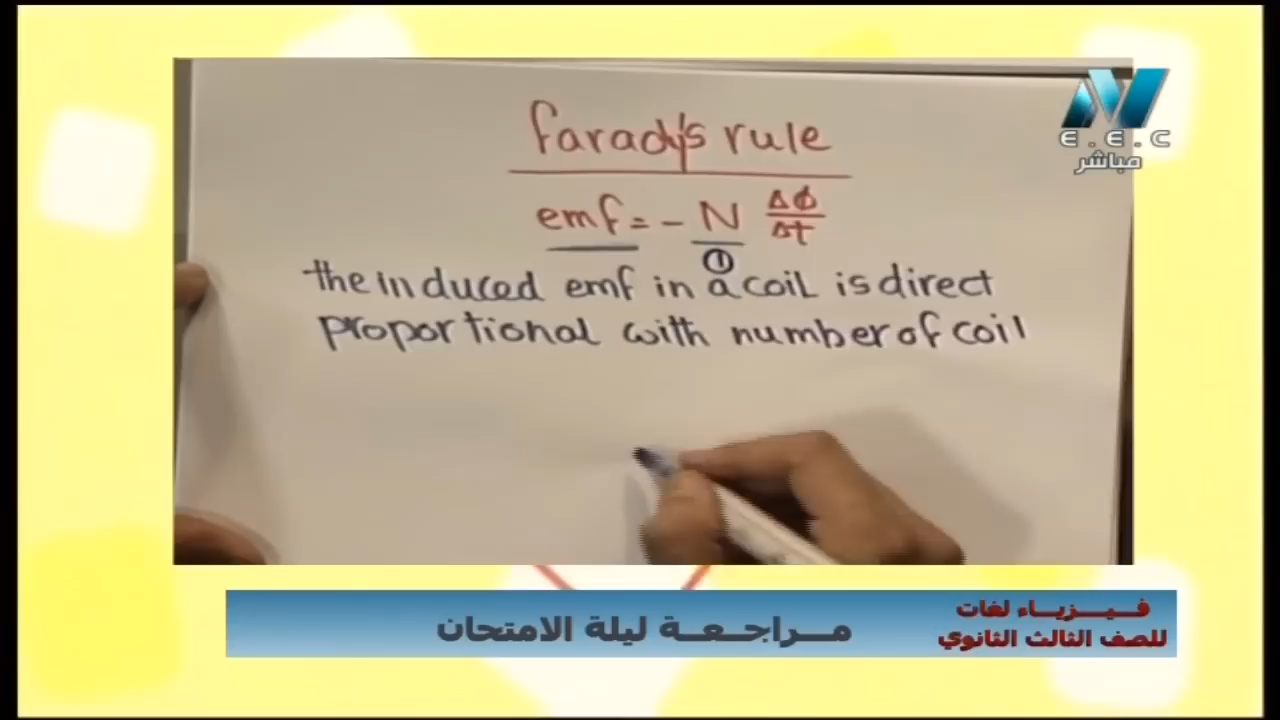 farady's rule
emf = - N Δϕ/Δt
①
the induced emf in a coil is direct
proportional with number of coil
E.E.C
مباشر
فيزياء لغات
للصف الثالث الثانوي
مراجعة ليلة الامتحان